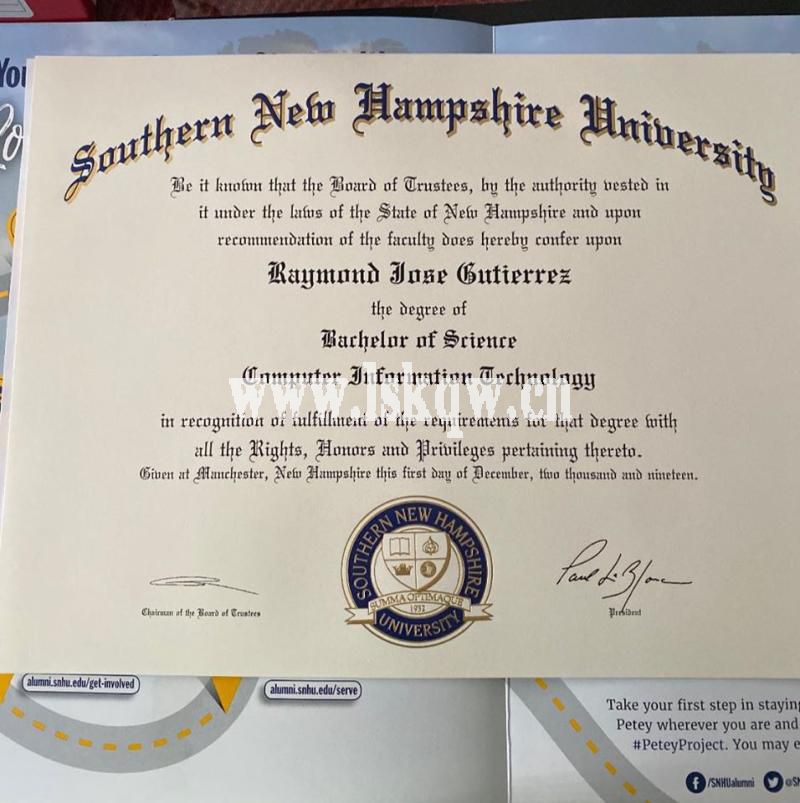 You
Southern New Hampshire University
Be it known that the Board of Trustees, by the authority vested in
it under the laws of the State of New Hampshire and upon
recommendation of the faculty does hereby confer upon
Raymond Jose Gutierrez
the degree of
Bachelor of Science
Computer Information Technology
www.lskqw.cn
in recognition of fulfillment of the requirements for that degree with
all the Rights, Honors and Privileges pertaining thereto.
Given at Manchester, New Hampshire this first day of December, two thousand and nineteen.
SOUTHERN NEW HAMPSHIRE
SUMMA OPTIMAQUE
1932
UNIVERSITY
Chairman of the Board of Trustees
President
alumni.snhu.edu/get-involved
alumni.snhu.edu/serve
Take your first step in staying
Petey wherever you are and
#PeteyProject. You may e
/SNHUalumni
@SN